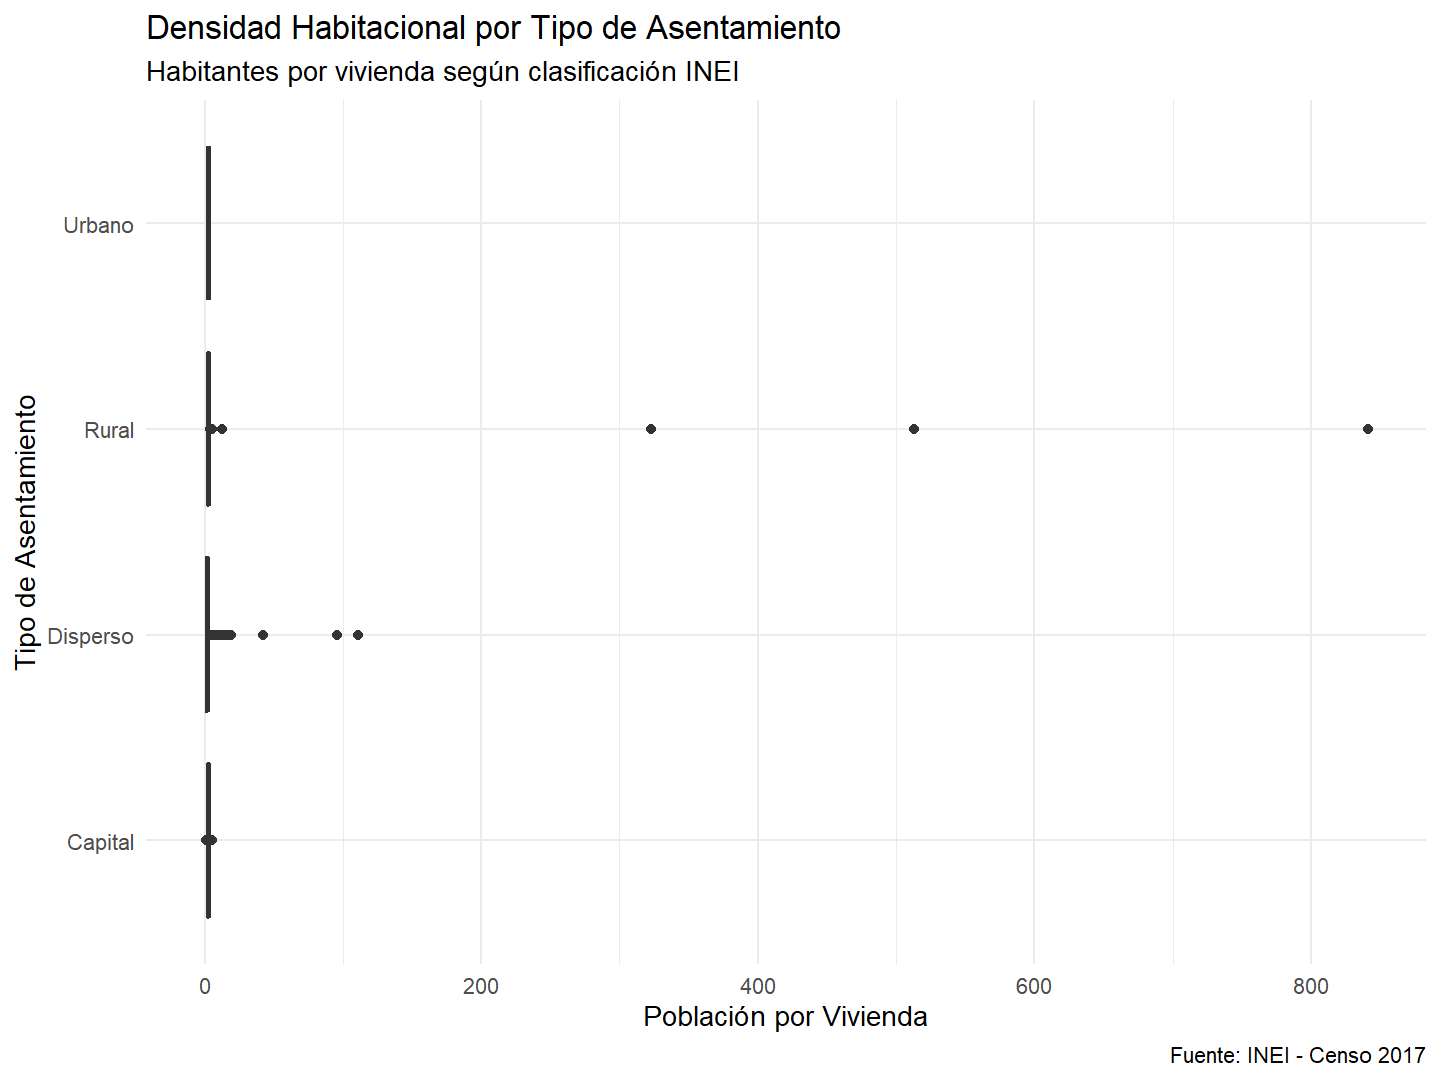 Densidad Habitacional por Tipo de Asentamiento
Habitantes por vivienda según clasificación INEI
Tipo de Asentamiento
Urbano
Rural
Disperso
Capital
0 200 400 600 800
Población por Vivienda
Fuente: INEI - Censo 2017